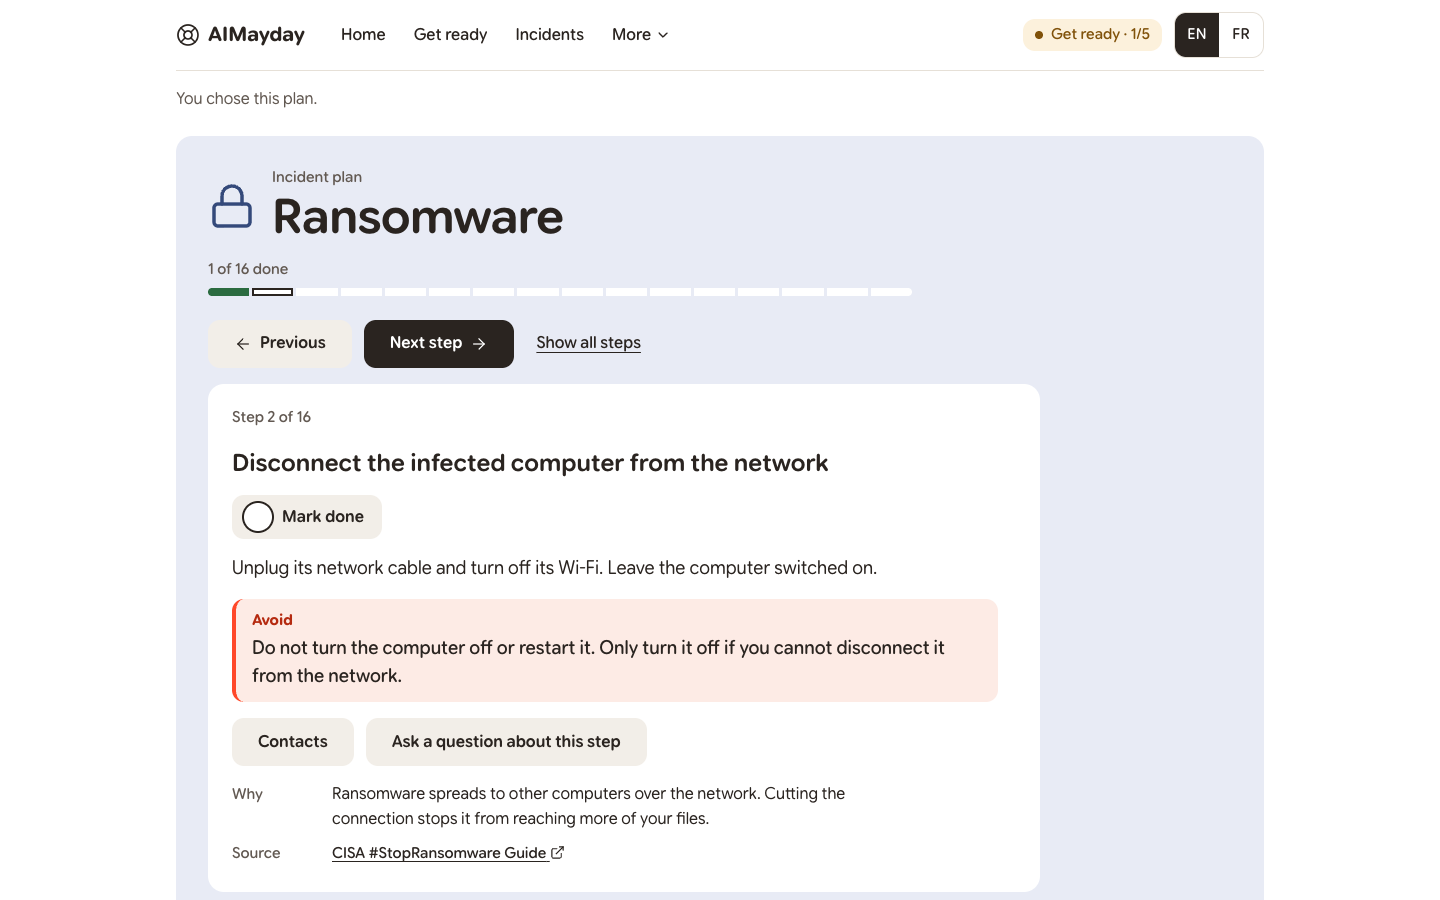 AIMayday
Home
Get ready
Incidents
More
Get ready · 1/5
EN
FR
You chose this plan.
Incident plan
Ransomware
1 of 16 done
Previous
Next step
Show all steps
Step 2 of 16
Disconnect the infected computer from the network
Mark done
Unplug its network cable and turn off its Wi-Fi. Leave the computer switched on.
Avoid
Do not turn the computer off or restart it. Only turn it off if you cannot disconnect it
from the network.
Contacts
Ask a question about this step
Why
Ransomware spreads to other computers over the network. Cutting the
connection stops it from reaching more of your files.
Source
CISA #StopRansomware Guide